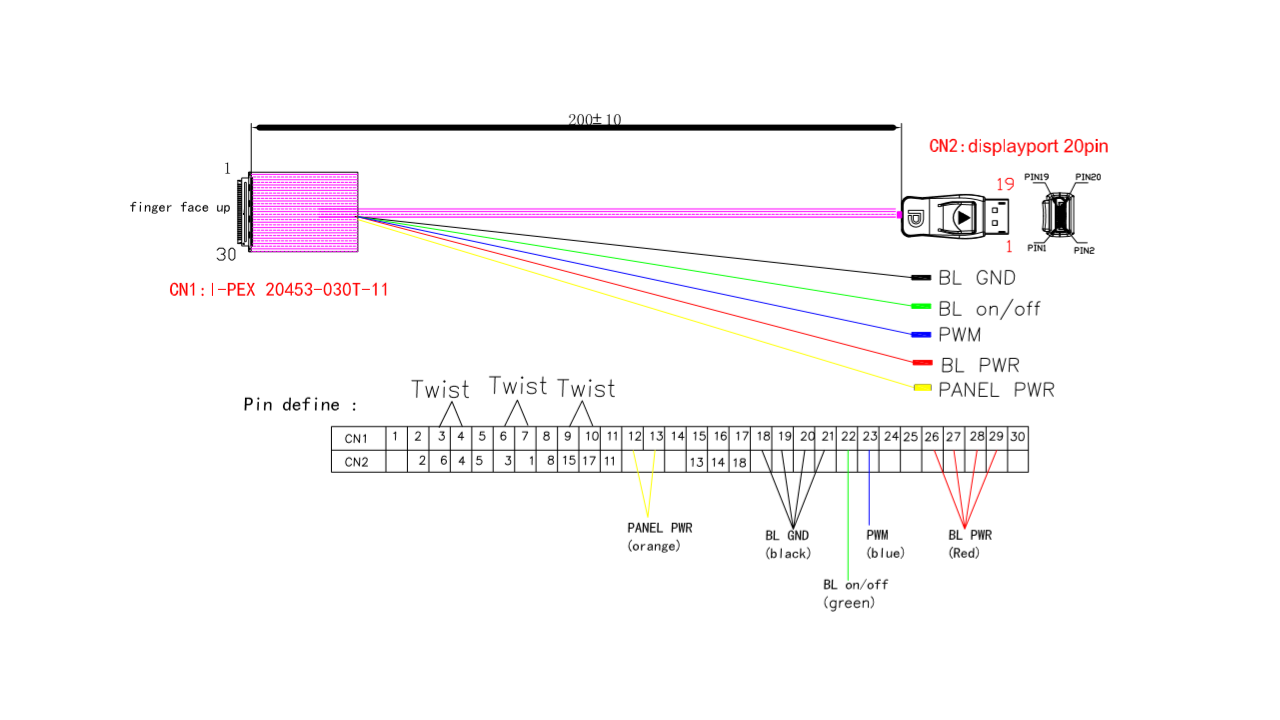 200±10
CN2:displayport 20pin
1
19
PIN19
PIN20
finger face up
30
1
PIN1
PIN2
CN1:I-PEX 20453-030T-11
BL GND
BL on/off
PWM
BL PWR
PANEL PWR
Twist Twist Twist
Pin define :
CN1 1 2 3 4 5 6 7 8 9 10 11 12 13 14 15 16 17 18 19 20 21 22 23 24 25 26 27 28 29 30
CN2 2 6 4 5 3 1 8 15 17 11 13 14 18
PANEL PWR
(orange)
BL GND
(black)
PWM
(blue)
BL PWR
(Red)
BL on/off
(green)